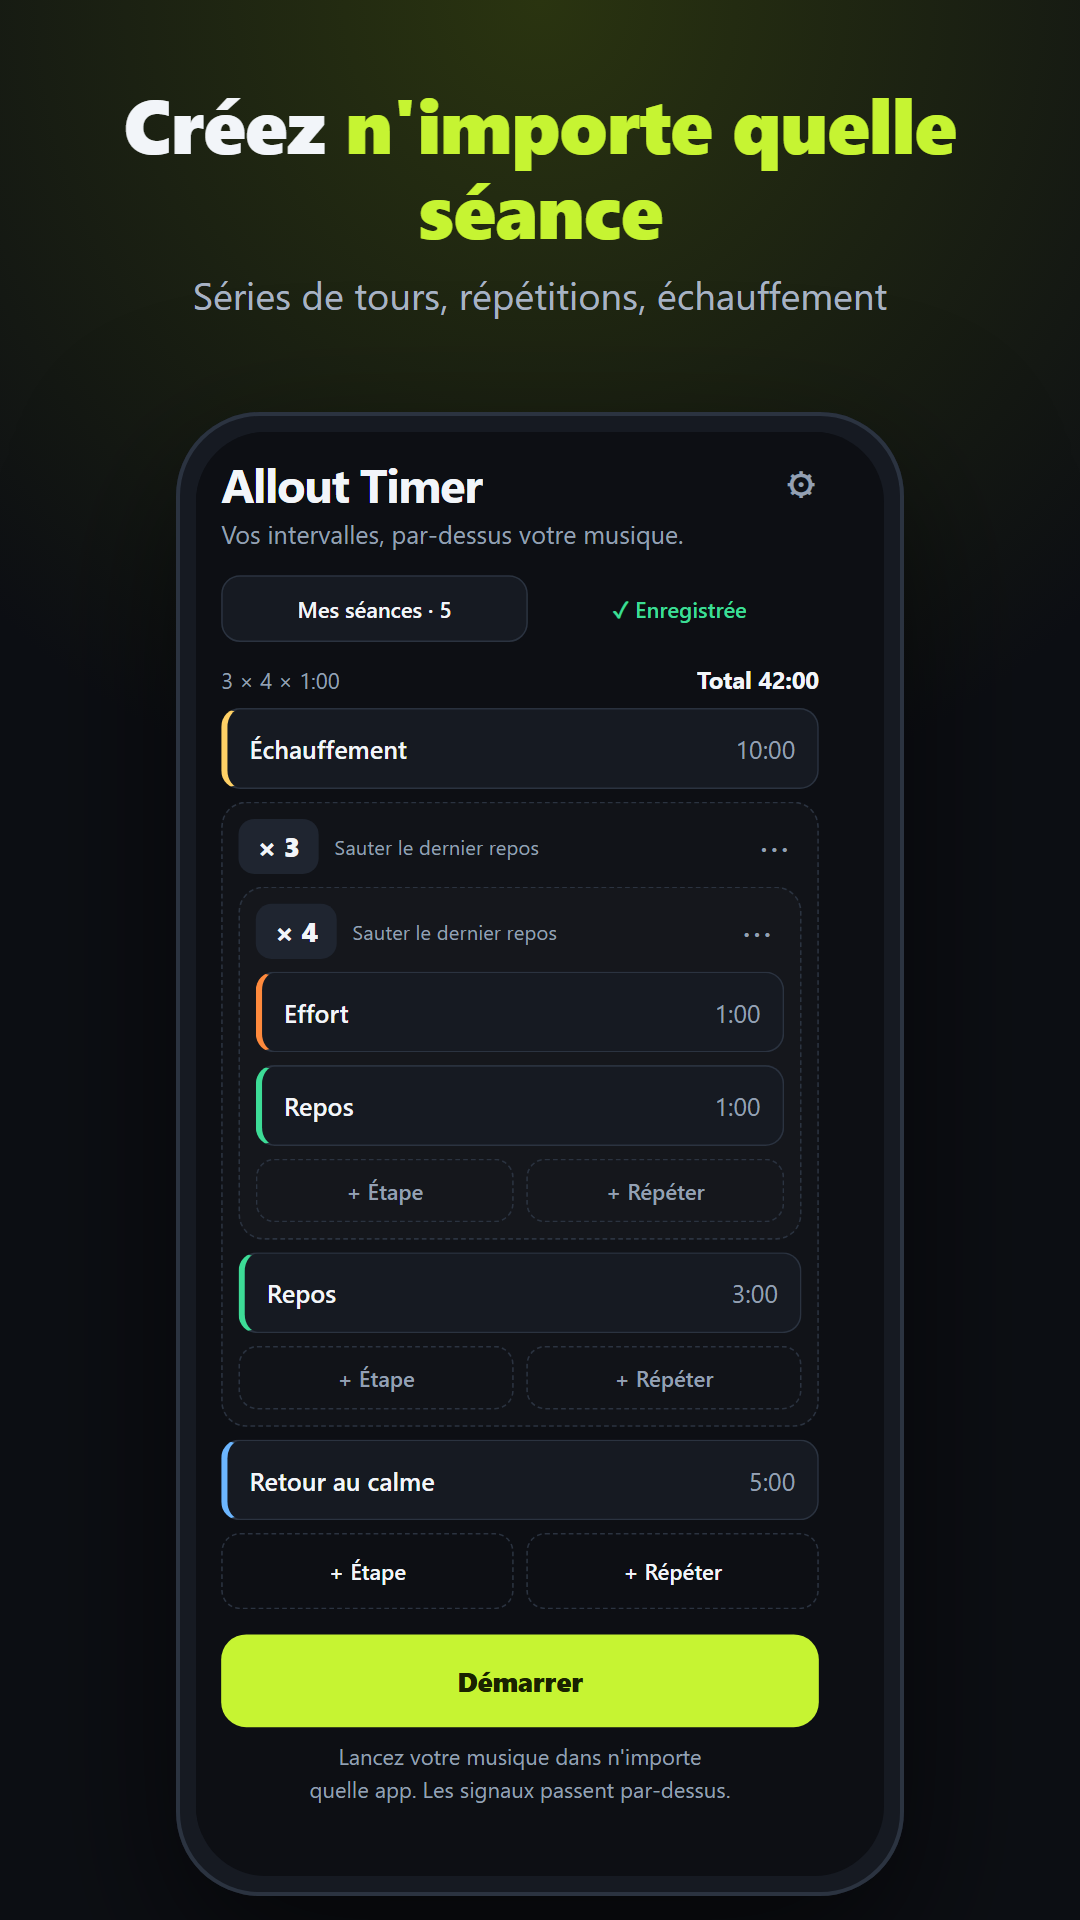 Créez n'importe quelle
séance
Séries de tours, répétitions, échauffement
Allout Timer
Vos intervalles, par-dessus votre musique.
Mes séances · 5
✓ Enregistrée
3 × 4 × 1:00
Total 42:00
Échauffement 10:00
× 3 Sauter le dernier repos ...
× 4 Sauter le dernier repos ...
Effort 1:00
Repos 1:00
+ Étape + Répéter
Repos 3:00
+ Étape + Répéter
Retour au calme 5:00
+ Étape + Répéter
Démarrer
Lancez votre musique dans n'importe
quelle app. Les signaux passent par-dessus.